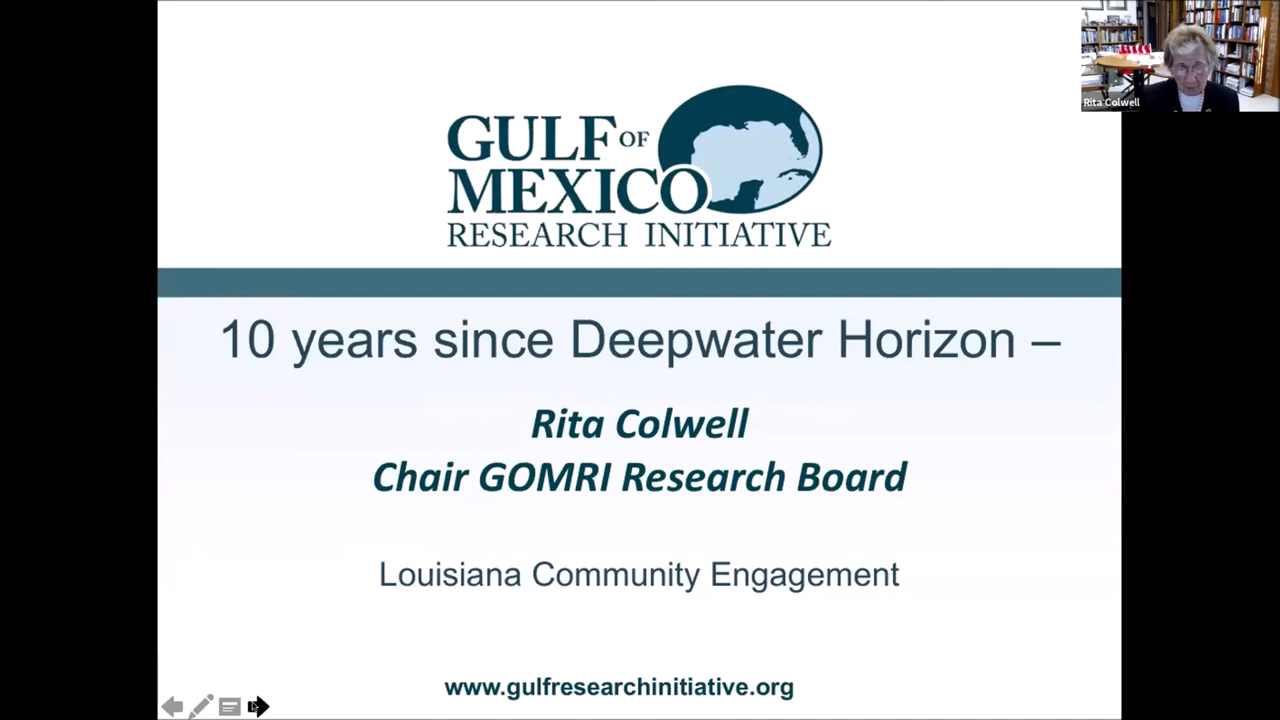 Rita Colwell
GULF OF
MEXICO
RESEARCH INITIATIVE
10 years since Deepwater Horizon –
Rita Colwell
Chair GOMRI Research Board
Louisiana Community Engagement
www.gulfresearchinitiative.org